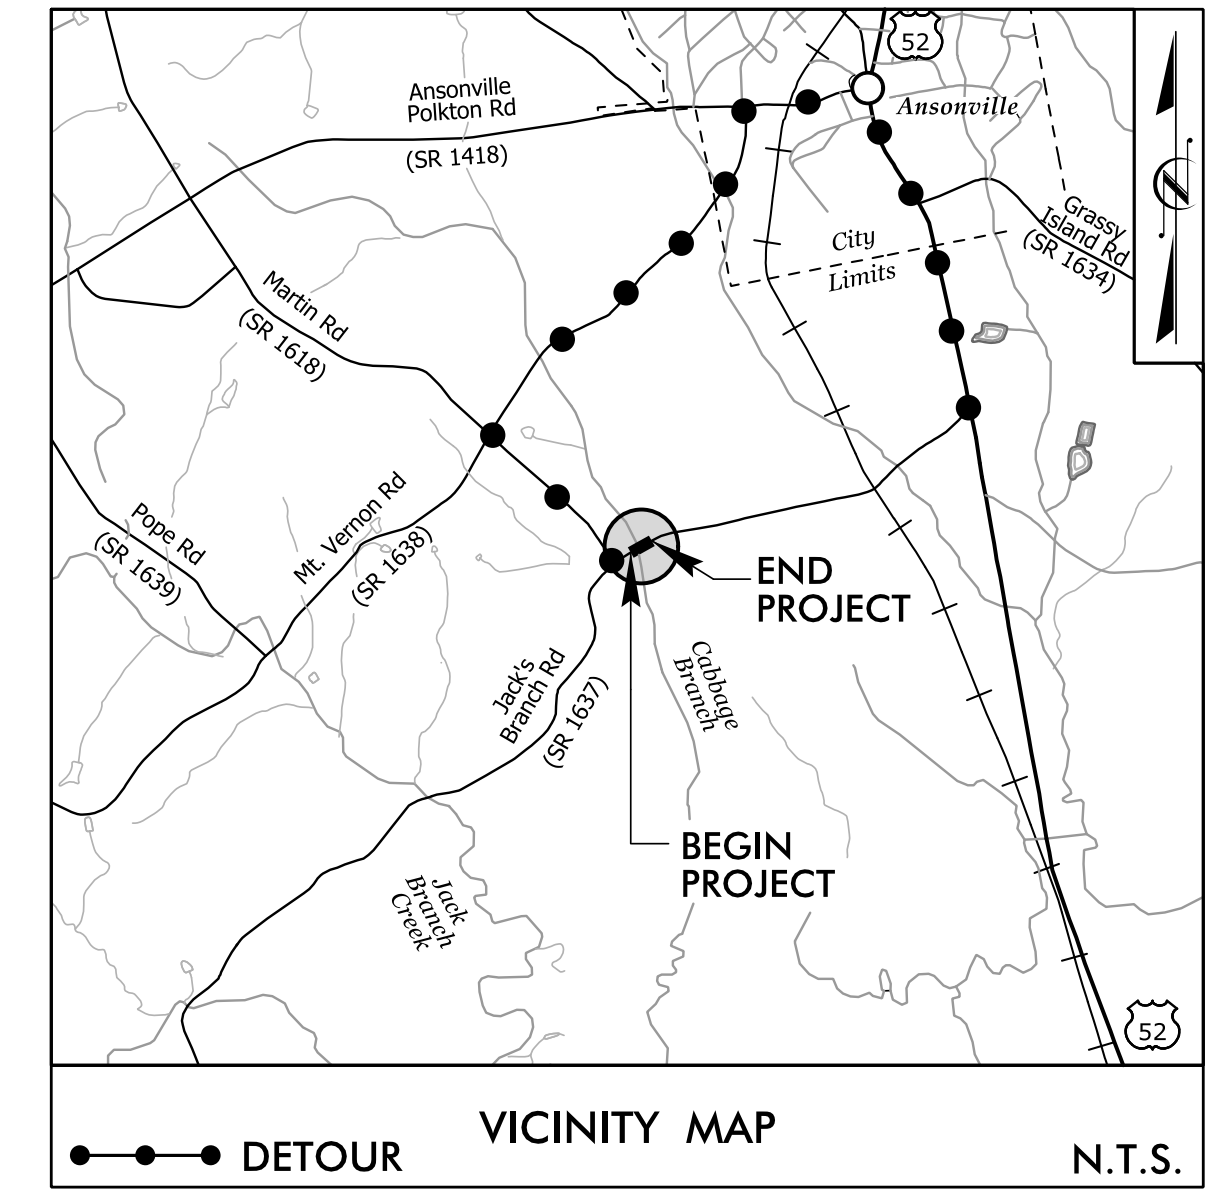 52
Ansonville
Polkton Rd
(SR 1418)
Ansonville
Grassy
Island Rd
(SR 1634)
City
Limits
N
Martin Rd
(SR 1618)
Pope Rd
(SR 1639)
Mt. Vernon Rd
(SR 1638)
END
PROJECT
Jack's
Branch Rd
(SR 1637)
Cabbage
Branch
BEGIN
PROJECT
Jack
Branch
Creek
52
VICINITY MAP
DETOUR
N.T.S.